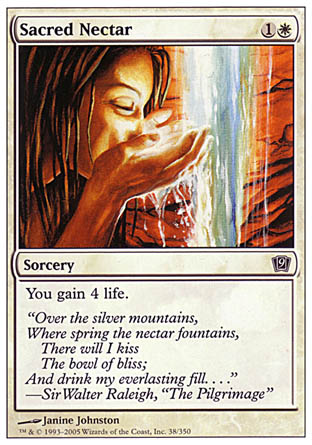 Sacred Nectar 1
Sorcery 9
You gain 4 life.
“Over the silver mountains,
Where spring the nectar fountains,
There will I kiss
The bowl of bliss;
And drink my everlasting fill. . . .”
—Sir Walter Raleigh, “The Pilgrimage”
Janine Johnston
™ & © 1993–2005 Wizards of the Coast, Inc. 38/350